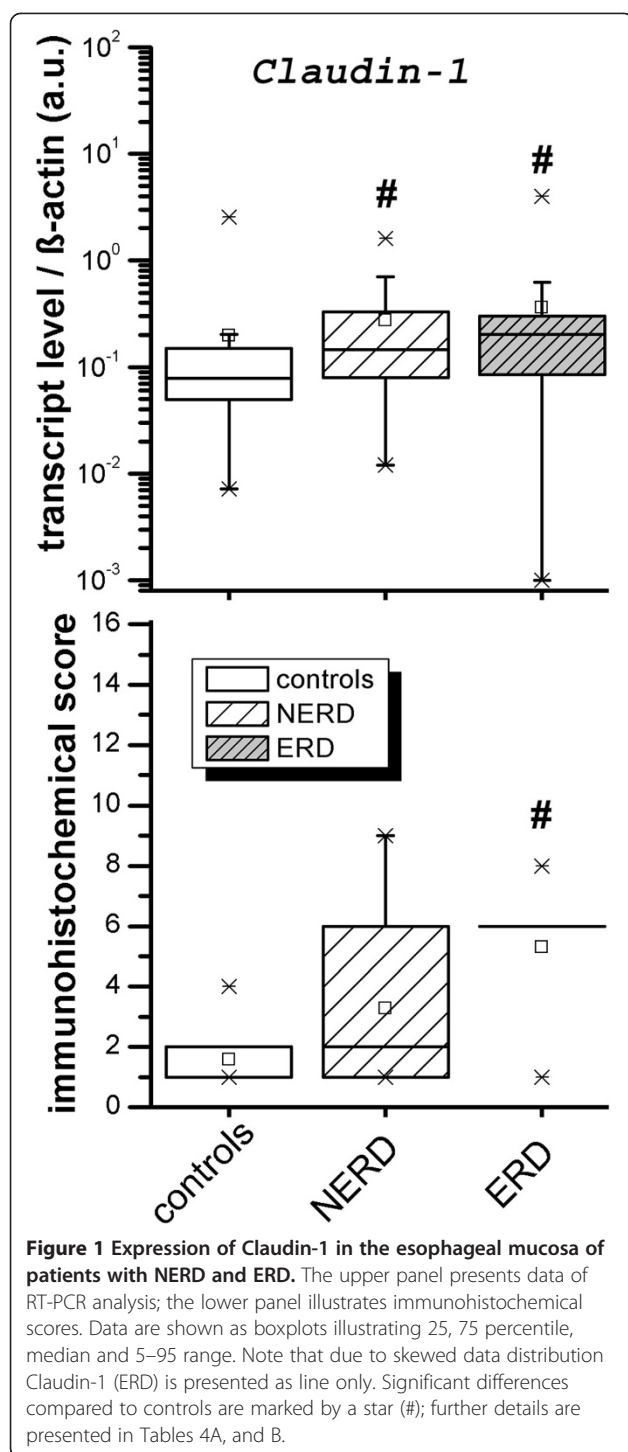 Claudin-1
transcript level / ß-actin (a.u.)
10²
10¹
10⁰
10⁻¹
10⁻²
10⁻³
#
#
immunohistochemical score
16
14
12
10
8
6
4
2
0
controls
NERD
ERD
#
controls
NERD
ERD
Figure 1 Expression of Claudin-1 in the esophageal mucosa of
patients with NERD and ERD. The upper panel presents data of
RT-PCR analysis; the lower panel illustrates immunohistochemical
scores. Data are shown as boxplots illustrating 25, 75 percentile,
median and 5–95 range. Note that due to skewed data distribution
Claudin-1 (ERD) is presented as line only. Significant differences
compared to controls are marked by a star (#); further details are
presented in Tables 4A, and B.